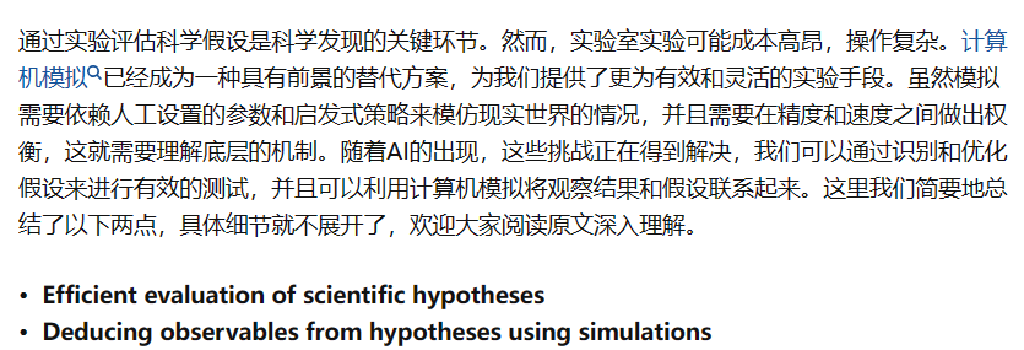 通过实验评估科学假设是科学发现的关键环节。然而，实验室实验可能成本高昂，操作复杂。计算
机模拟已经成为一种具有前景的替代方案，为我们提供了更为有效和灵活的实验手段。虽然模拟
需要依赖人工设置的参数和启发式策略来模仿现实世界的情况，并且需要在精度和速度之间做出权
衡，这就需要理解底层的机制。随着AI的出现，这些挑战正在得到解决，我们可以通过识别和优化
假设来进行有效的测试，并且可以利用计算机模拟将观察结果和假设联系起来。这里我们简要地总
结了以下两点，具体细节就不展开了，欢迎大家阅读原文深入理解。
• Efficient evaluation of scientific hypotheses
• Deducing observables from hypotheses using simulations